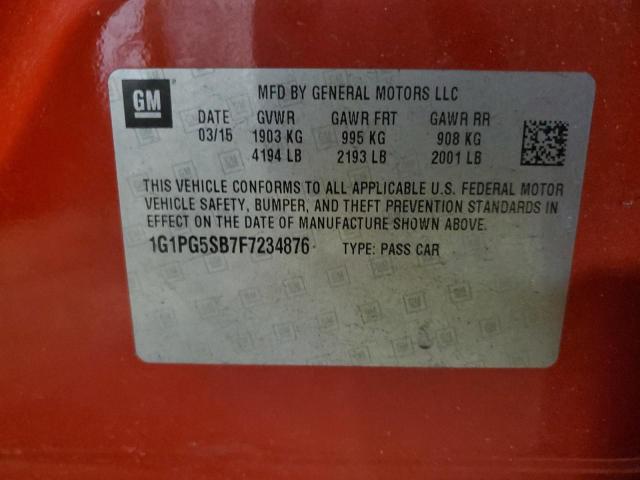 GM
MFD BY GENERAL MOTORS LLC
DATE GVWR GAWR FRT GAWR RR
03/15 1903 KG 995 KG 908 KG
4194 LB 2193 LB 2001 LB
THIS VEHICLE CONFORMS TO ALL APPLICABLE U.S. FEDERAL MOTOR
VEHICLE SAFETY, BUMPER, AND THEFT PREVENTION STANDARDS IN
EFFECT ON THE DATE OF MANUFACTURE SHOWN ABOVE.
1G1PG5SB7F7234876 TYPE: PASS CAR